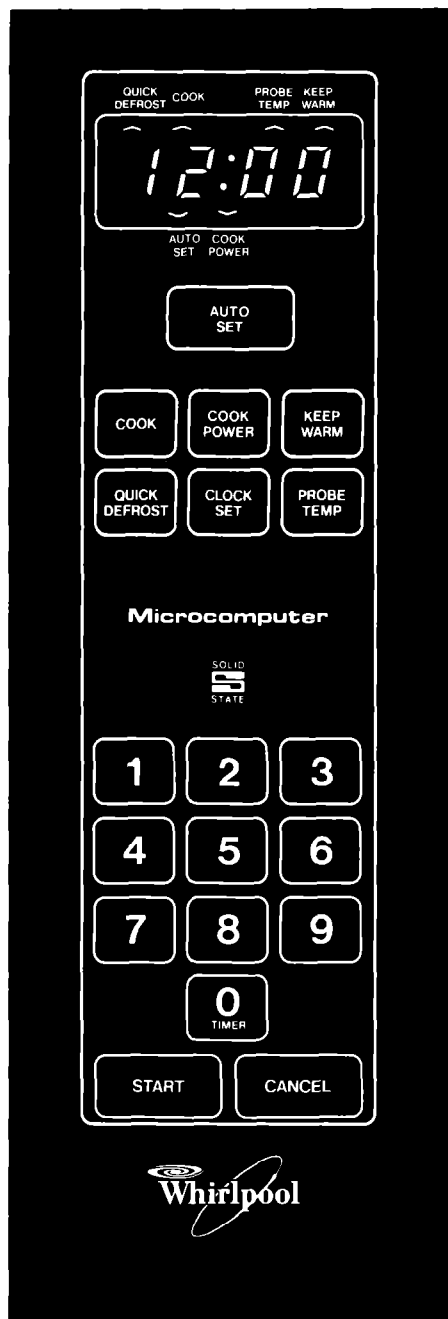 QUICK DEFROST
COOK
PROBE TEMP
KEEP WARM
12:00
AUTO SET
COOK POWER
AUTO SET
COOK
COOK POWER
KEEP WARM
QUICK DEFROST
CLOCK SET
PROBE TEMP
Microcomputer
SOLID
S
STATE
1 2 3
4 5 6
7 8 9
0
TIMER
START CANCEL
Whirlpool